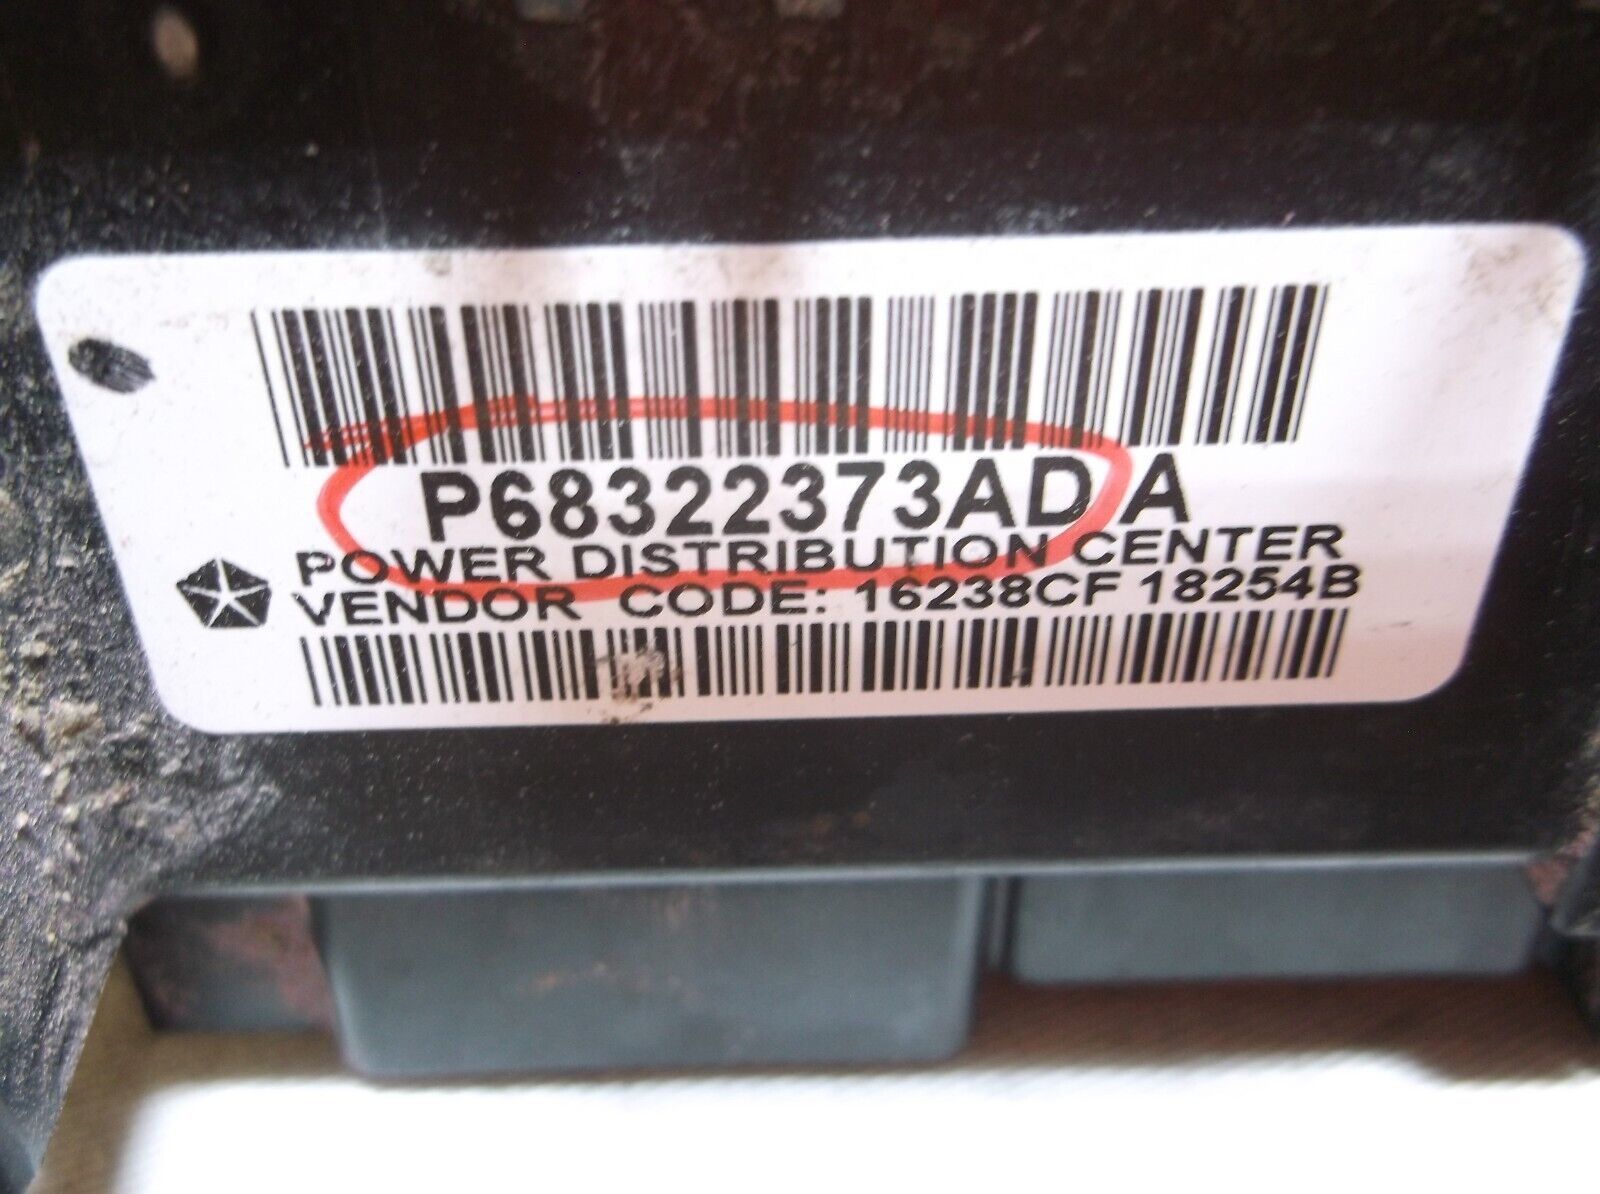 P68322373AD A
POWER DISTRIBUTION CENTER
VENDOR CODE: 16238CF 18254B